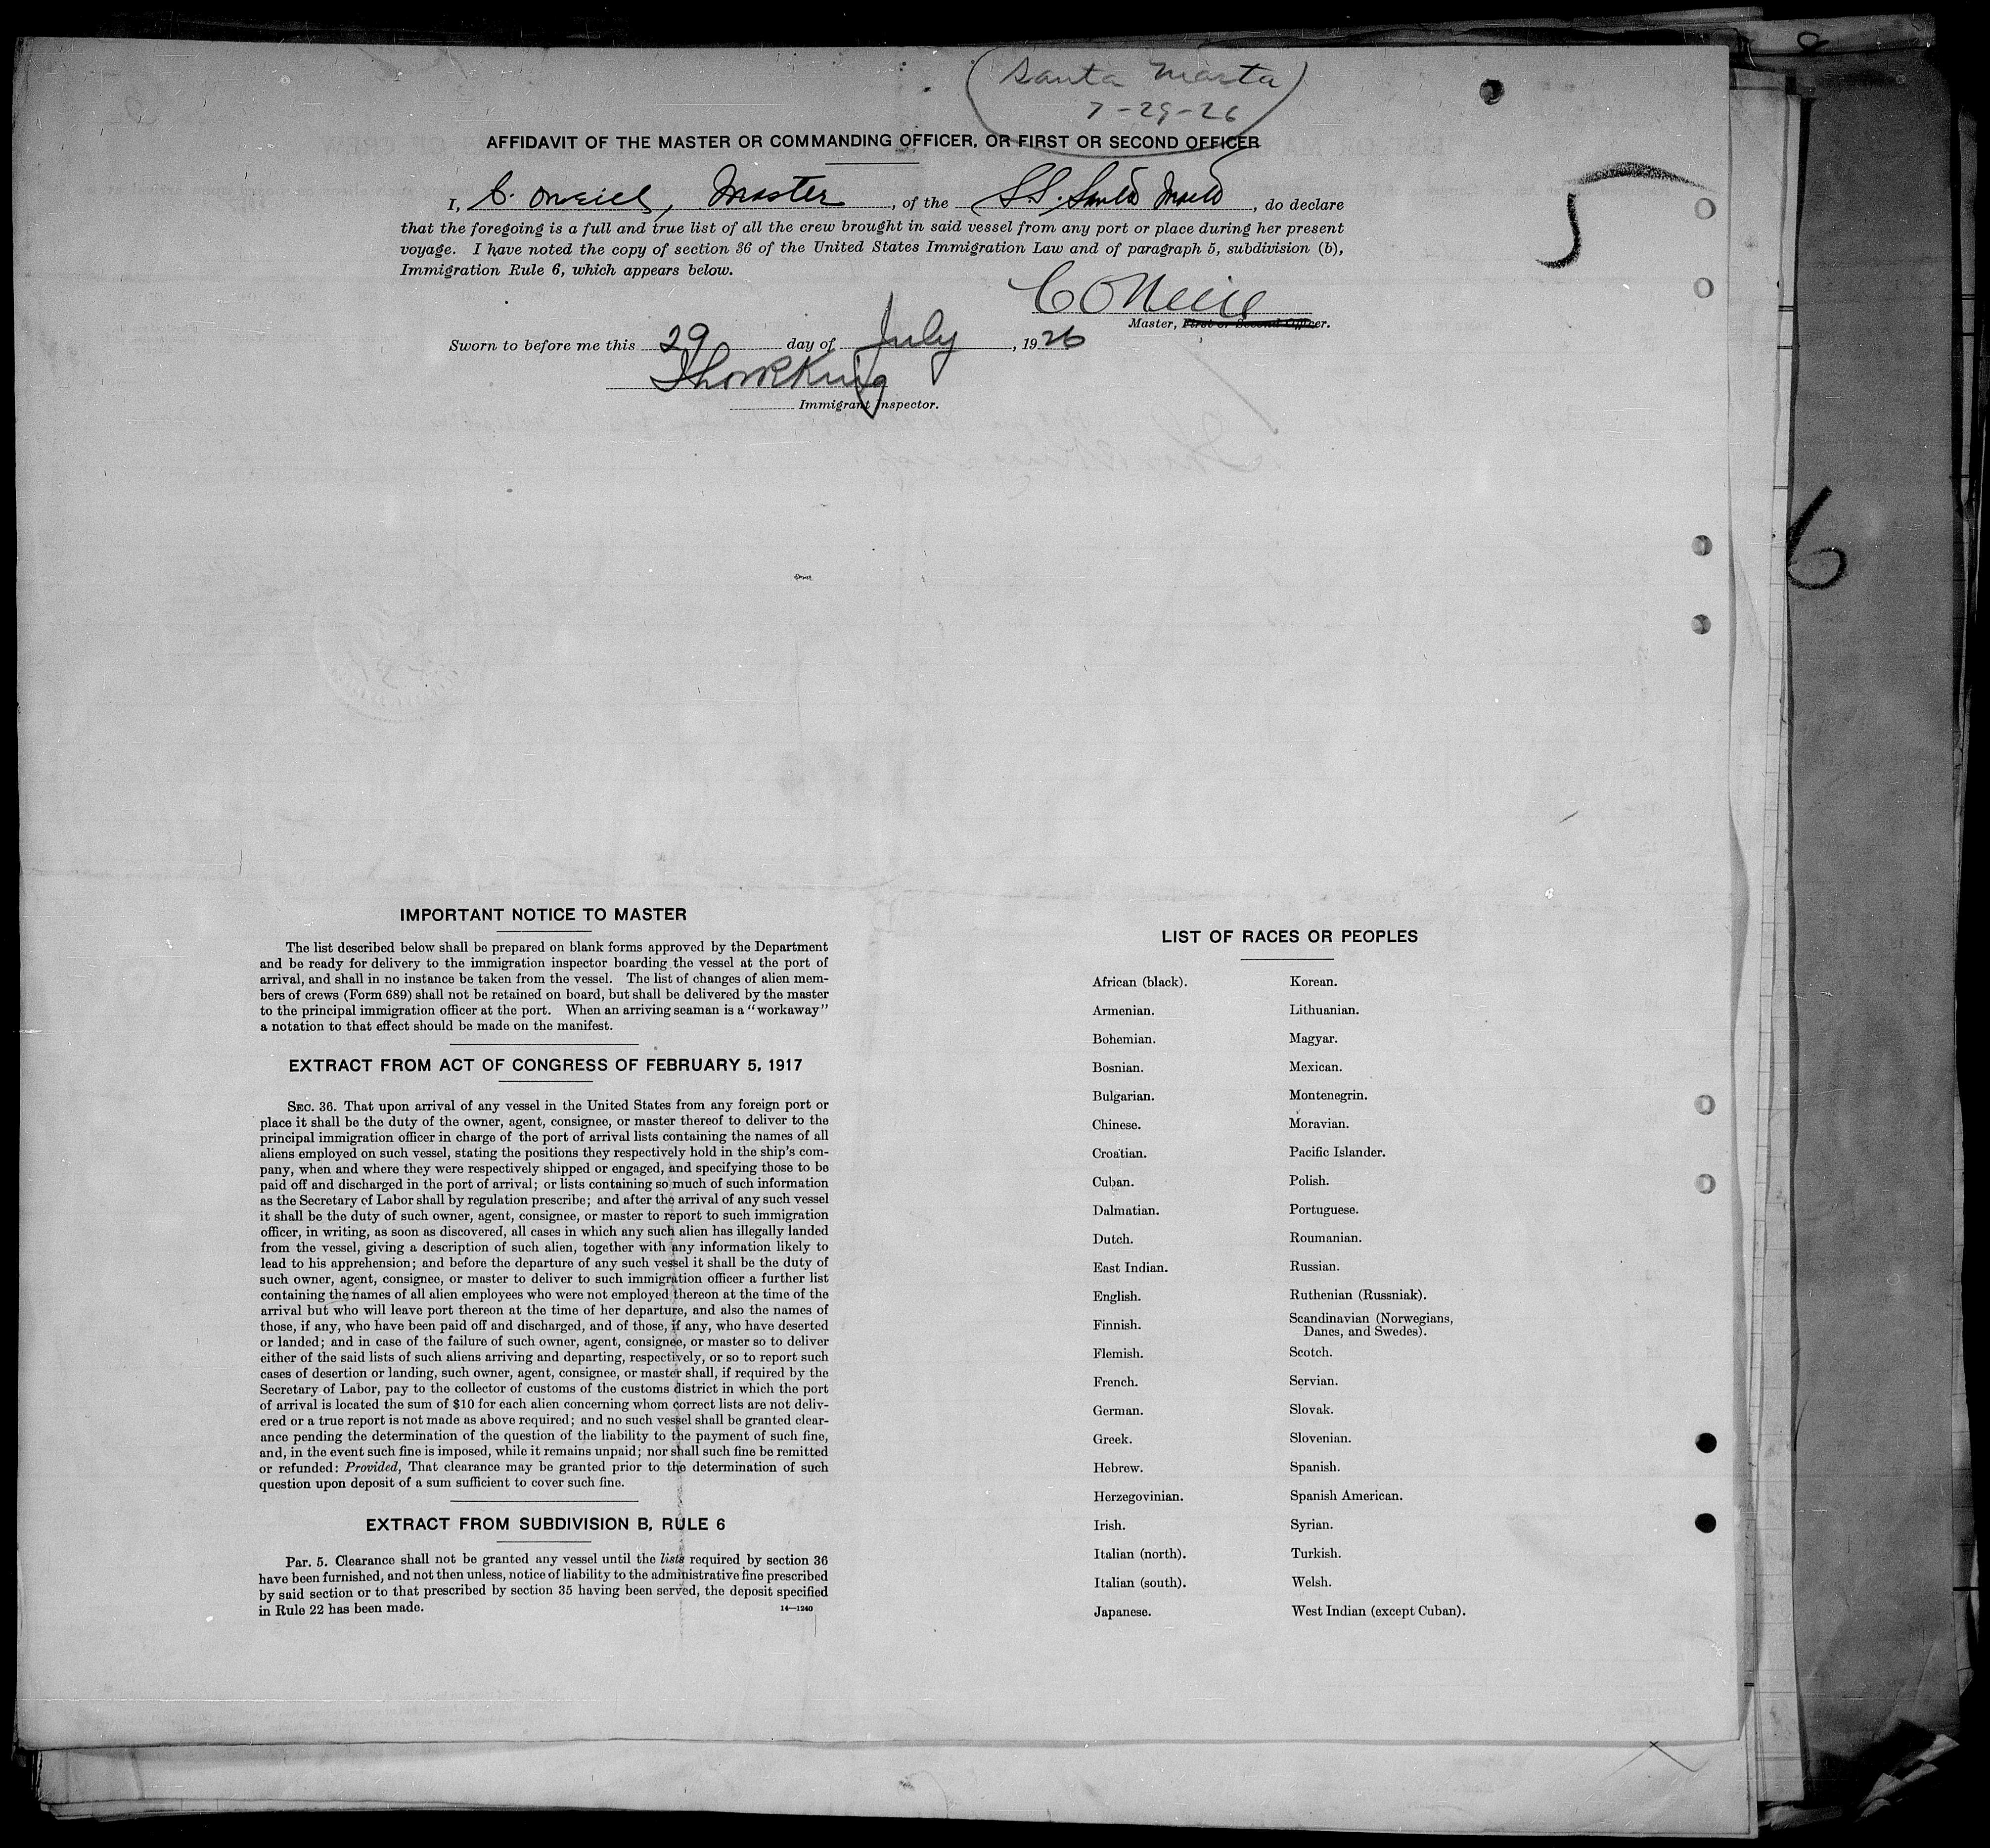 (Santa Marta)
7-29-26
AFFIDAVIT OF THE MASTER OR COMMANDING OFFICER, OR FIRST OR SECOND OFFICER
I, C. ONeill, Master, of the S.S. Santa Marta, do declare
that the foregoing is a full and true list of all the crew brought in said vessel from any port or place during her present
voyage. I have noted the copy of section 36 of the United States Immigration Law and of paragraph 5, subdivision (b),
Immigration Rule 6, which appears below.
5
C ONeill
Master, First or Second Officer.
Sworn to before me this 29 day of July, 1926
King
Immigrant Inspector.
6
IMPORTANT NOTICE TO MASTER
The list described below shall be prepared on blank forms approved by the Department
and be ready for delivery to the immigration inspector boarding the vessel at the port of
arrival, and shall in no instance be taken from the vessel. The list of changes of alien mem-
bers of crews (Form 689) shall not be retained on board, but shall be delivered by the master
to the principal immigration officer at the port. When an arriving seaman is a "workaway"
a notation to that effect should be made on the manifest.
EXTRACT FROM ACT OF CONGRESS OF FEBRUARY 5, 1917
SEC. 36. That upon arrival of any vessel in the United States from any foreign port or
place it shall be the duty of the owner, agent, consignee, or master thereof to deliver to the
principal immigration officer in charge of the port of arrival lists containing the names of all
aliens employed on such vessel, stating the positions they respectively hold in the ship's com-
pany, when and where they were respectively shipped or engaged, and specifying those to be
paid off and discharged in the port of arrival; or lists containing so much of such information
as the Secretary of Labor shall by regulation prescribe; and after the arrival of any such vessel
it shall be the duty of such owner, agent, consignee, or master to report to such immigration
officer, in writing, as soon as discovered, all cases in which any such alien has illegally landed
from the vessel, giving a description of such alien, together with any information likely to
lead to his apprehension; and before the departure of any such vessel it shall be the duty of
such owner, agent, consignee, or master to deliver to such immigration officer a further list
containing the names of all alien employees who were not employed thereon at the time of the
arrival but who will leave port thereon at the time of her departure, and also the names of
those, if any, who have been paid off and discharged, and of those, if any, who have deserted
or landed; and in case of the failure of such owner, agent, consignee, or master so to deliver
either of the said lists of such aliens arriving and departing, respectively, or so to report such
cases of desertion or landing, such owner, agent, consignee, or master shall, if required by the
Secretary of Labor, pay to the collector of customs of the customs district in which the port
of arrival is located the sum of $10 for each alien concerning whom correct lists are not deliv-
ered or a true report is not made as above required; and no such vessel shall be granted clear-
ance pending the determination of the question of the liability to the payment of such fine,
and, in the event such fine is imposed, while it remains unpaid; nor shall such fine be remitted
or refunded: Provided, That clearance may be granted prior to the determination of such
question upon deposit of a sum sufficient to cover such fine.
EXTRACT FROM SUBDIVISION B, RULE 6
Par. 5. Clearance shall not be granted any vessel until the lists required by section 36
have been furnished, and not then unless, notice of liability to the administrative fine prescribed
by said section or to that prescribed by section 35 having been served, the deposit specified
in Rule 22 has been made.
14—1240
LIST OF RACES OR PEOPLES
African (black).
Armenian.
Bohemian.
Bosnian.
Bulgarian.
Chinese.
Croatian.
Cuban.
Dalmatian.
Dutch.
East Indian.
English.
Finnish.
Flemish.
French.
German.
Greek.
Hebrew.
Herzegovinian.
Irish.
Italian (north).
Italian (south).
Japanese.
Korean.
Lithuanian.
Magyar.
Mexican.
Montenegrin.
Moravian.
Pacific Islander.
Polish.
Portuguese.
Roumanian.
Russian.
Ruthenian (Russniak).
Scandinavian (Norwegians,
Danes, and Swedes).
Scotch.
Servian.
Slovak.
Slovenian.
Spanish.
Spanish American.
Syrian.
Turkish.
Welsh.
West Indian (except Cuban).